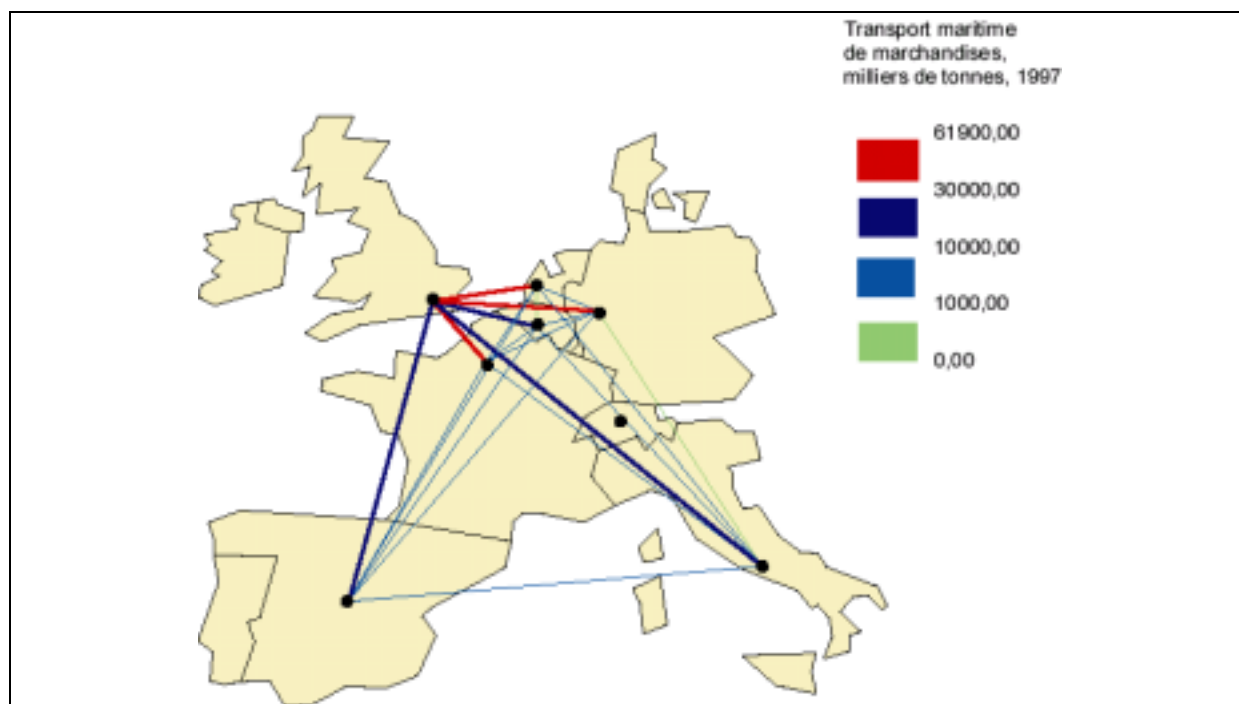 Transport maritime
de marchandises,
milliers de tonnes, 1997
61900,00
30000,00
10000,00
1000,00
0,00